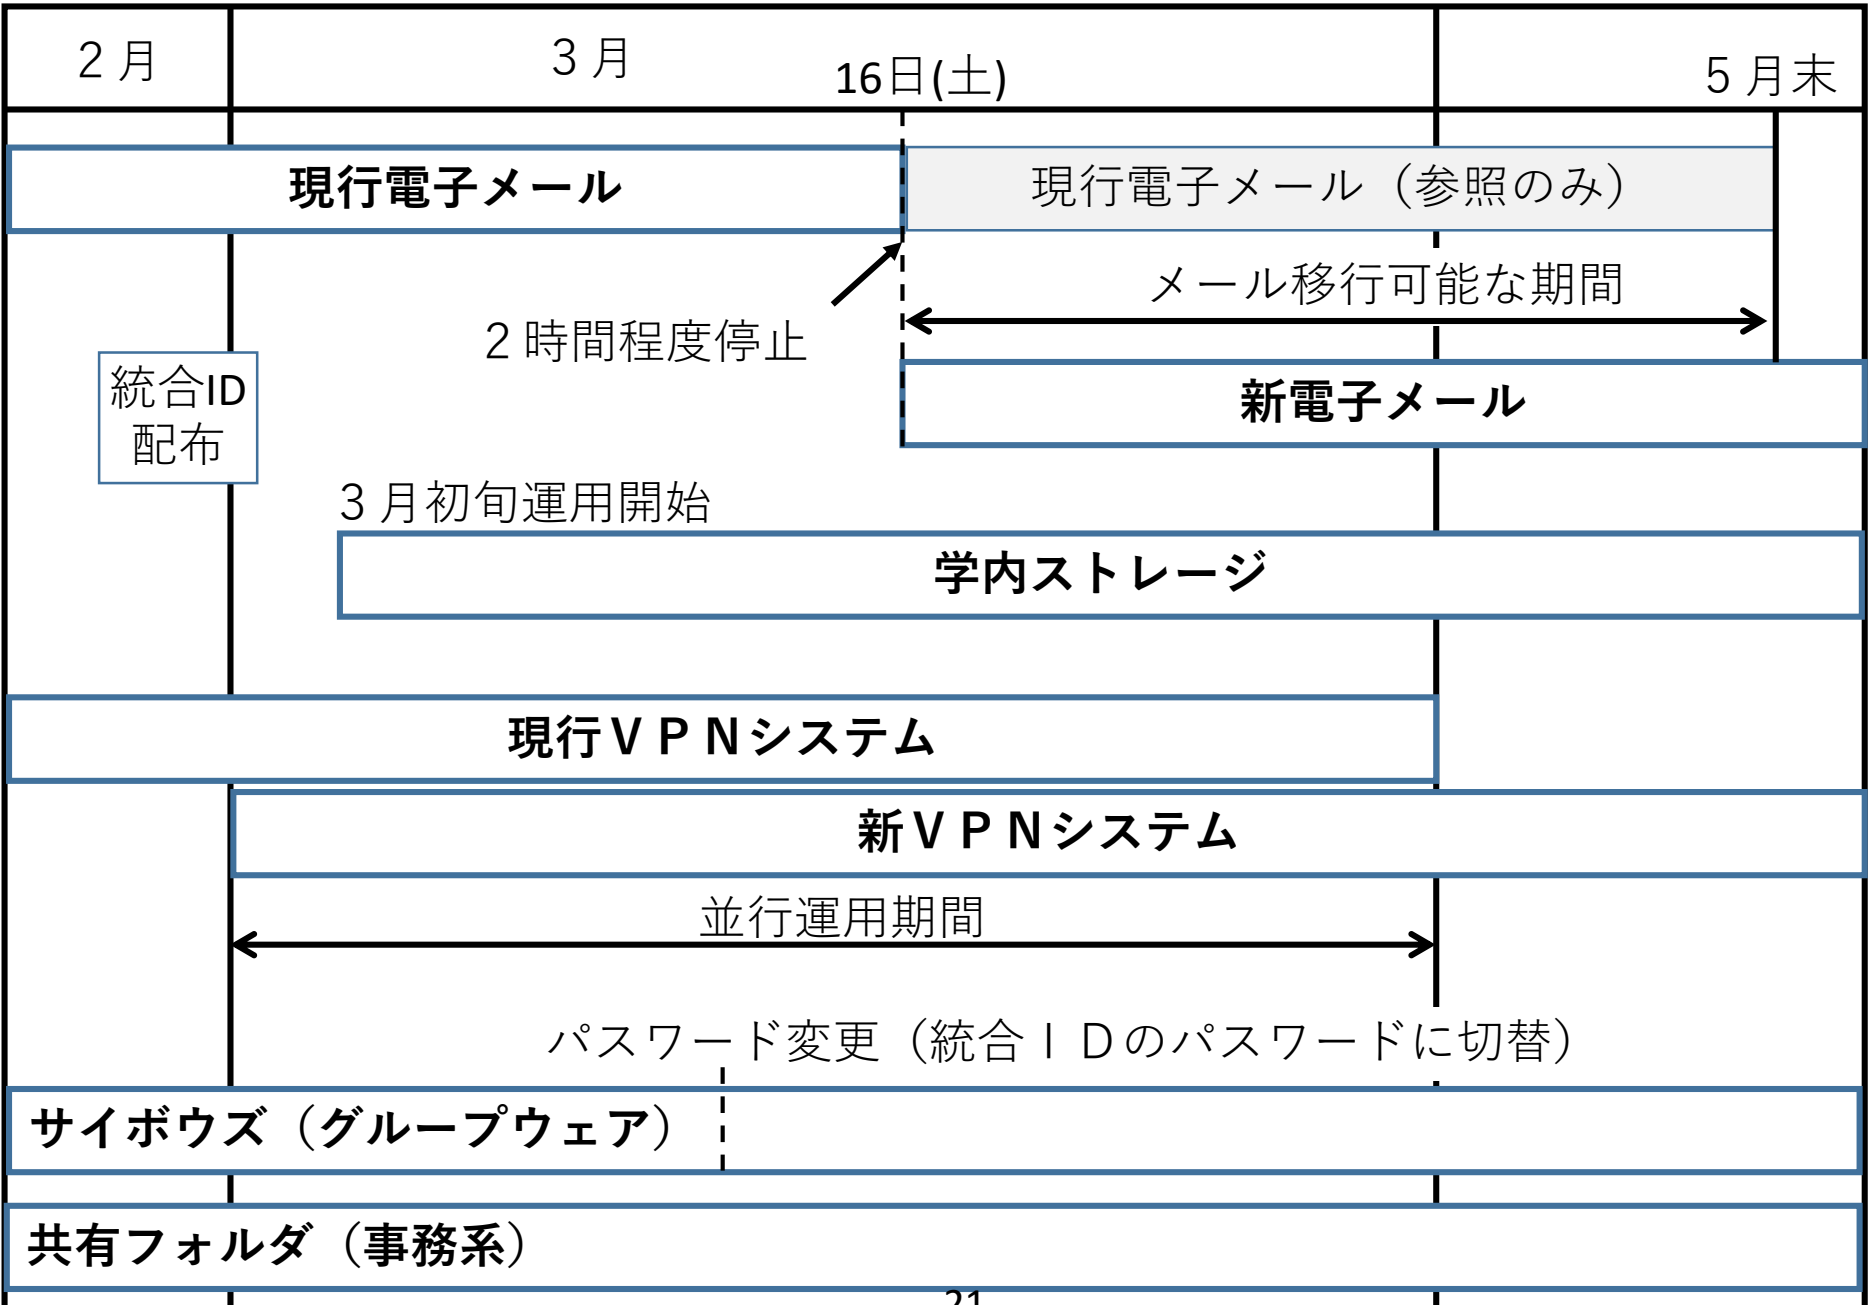 ２月
３月
16日(土)
５月末
現行電子メール
現行電子メール（参照のみ）
メール移行可能な期間
２時間程度停止
統合ID
配布
新電子メール
３月初旬運用開始
学内ストレージ
現行ＶＰＮシステム
新ＶＰＮシステム
並行運用期間
パスワード変更（統合ＩＤのパスワードに切替）
サイボウズ（グループウェア）
共有フォルダ（事務系）
21